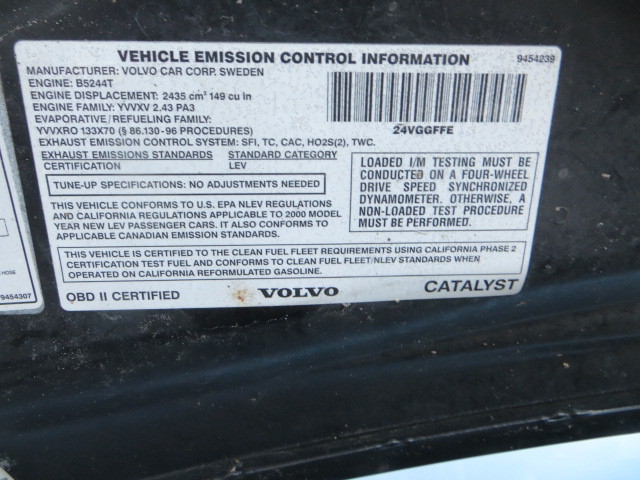 VEHICLE EMISSION CONTROL INFORMATION 9454239
MANUFACTURER: VOLVO CAR CORP. SWEDEN
ENGINE: B5244T
ENGINE DISPLACEMENT: 2435 cm³ 149 cu in
ENGINE FAMILY: YVVXV 2.43 PA3
EVAPORATIVE / REFUELING FAMILY:
YVVXRO 133X70 (§ 86.130-96 PROCEDURES)
24VGGFFE
EXHAUST EMISSION CONTROL SYSTEM: SFI, TC, CAC, HO2S(2), TWC.
EXHAUST EMISSIONS STANDARDS STANDARD CATEGORY
CERTIFICATION LEV
TUNE-UP SPECIFICATIONS: NO ADJUSTMENTS NEEDED
LOADED I/M TESTING MUST BE
CONDUCTED ON A FOUR-WHEEL
DRIVE SPEED SYNCHRONIZED
DYNAMOMETER. OTHERWISE, A
NON-LOADED TEST PROCEDURE
MUST BE PERFORMED.
THIS VEHICLE CONFORMS TO U.S. EPA NLEV REGULATIONS
AND CALIFORNIA REGULATIONS APPLICABLE TO 2000 MODEL
YEAR NEW LEV PASSENGER CARS. IT ALSO CONFORMS TO
APPLICABLE CANADIAN EMISSION STANDARDS.
THIS VEHICLE IS CERTIFIED TO THE CLEAN FUEL FLEET REQUIREMENTS USING CALIFORNIA PHASE 2
CERTIFICATION TEST FUEL AND CONFORMS TO CLEAN FUEL FLEET/NLEV STANDARDS WHEN
OPERATED ON CALIFORNIA REFORMULATED GASOLINE.
OBD II CERTIFIED VOLVO CATALYST
HOSE
9454307